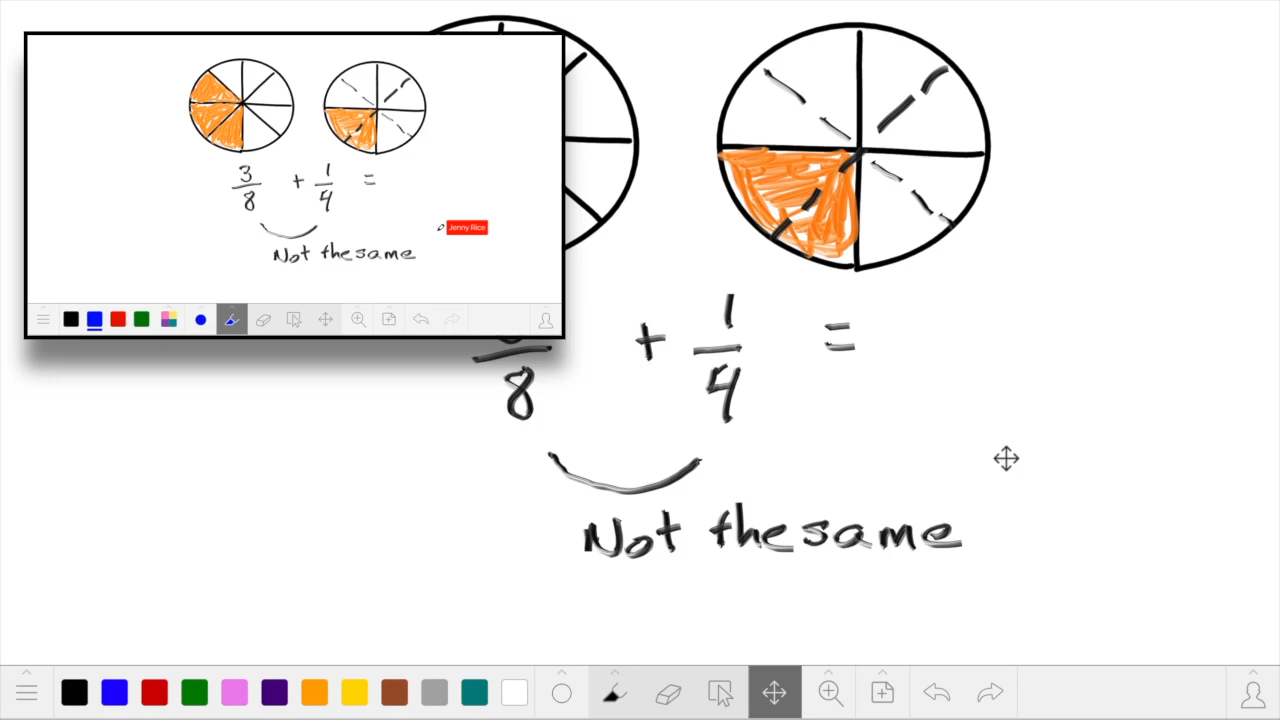 3/8 + 1/4 =
Jenny Rice
Not the same
8 + 1/4 =
Not the same